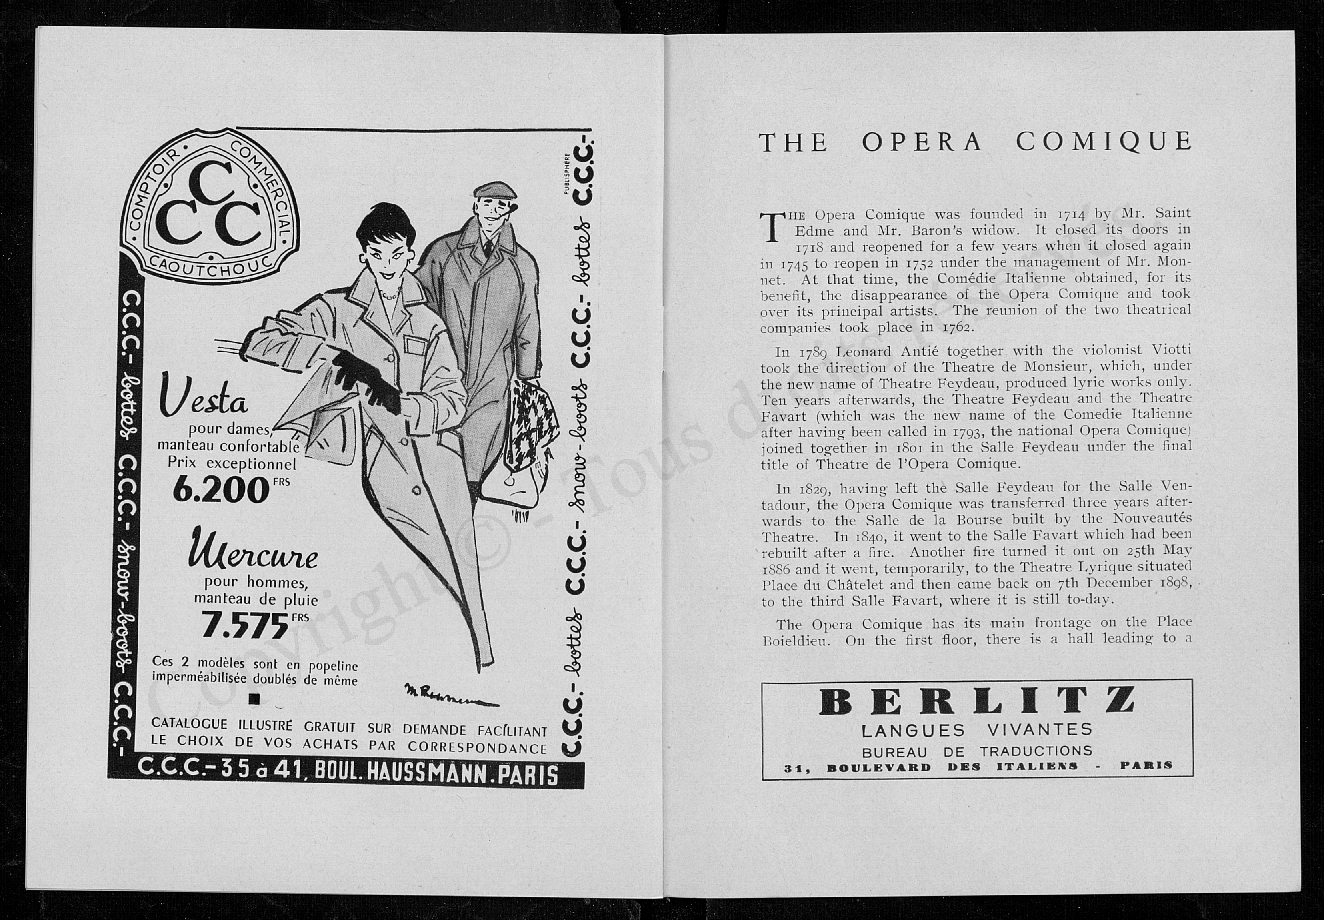 COMPTOIR • COMMERCIAL • CAOUTCHOUC •
C
C C
PUBLISPHÈRE
C.C.C.- bottes C.C.C.- snow-boots C.C.C.-
C.C.C.- bottes C.C.C.- snow-boots C.C.C.- bottes C.C.C.-
Vesta
pour dames,
manteau confortable
Prix exceptionnel
6.200 FRS
Mercure
pour hommes,
manteau de pluie
7.575 FRS
Ces 2 modèles sont en popeline
imperméabilisée doublés de même
CATALOGUE ILLUSTRÉ GRATUIT SUR DEMANDE FACILITANT
LE CHOIX DE VOS ACHATS PAR CORRESPONDANCE
C.C.C.-35 à 41, BOUL. HAUSSMANN. PARIS
THE OPERA COMIQUE
THE Opera Comique was founded in 1714 by Mr. Saint
Edme and Mr. Baron's widow. It closed its doors in
1718 and reopened for a few years when it closed again
in 1745 to reopen in 1752 under the management of Mr. Mon-
net. At that time, the Comédie Italienne obtained, for its
benefit, the disappearance of the Opera Comique and took
over its principal artists. The reunion of the two theatrical
companies took place in 1762.
In 1789 Leonard Antié together with the violonist Viotti
took the direction of the Theatre de Monsieur, which, under
the new name of Theatre Feydeau, produced lyric works only.
Ten years afterwards, the Theatre Feydeau and the Theatre
Favart (which was the new name of the Comedie Italienne
after having been called in 1793, the national Opera Comique)
joined together in 1801 in the Salle Feydeau under the final
title of Theatre de l'Opera Comique.
In 1829, having left the Salle Feydeau for the Salle Ven-
tadour, the Opera Comique was transferred three years after-
wards to the Salle de la Bourse built by the Nouveautés
Theatre. In 1840, it went to the Salle Favart which had been
rebuilt after a fire. Another fire turned it out on 25th May
1886 and it went, temporarily, to the Theatre Lyrique situated
Place du Châtelet and then came back on 7th December 1898,
to the third Salle Favart, where it is still to-day.
The Opera Comique has its main frontage on the Place
Boieldieu. On the first floor, there is a hall leading to a
BERLITZ
LANGUES VIVANTES
BUREAU DE TRADUCTIONS
31, BOULEVARD DES ITALIENS - PARIS